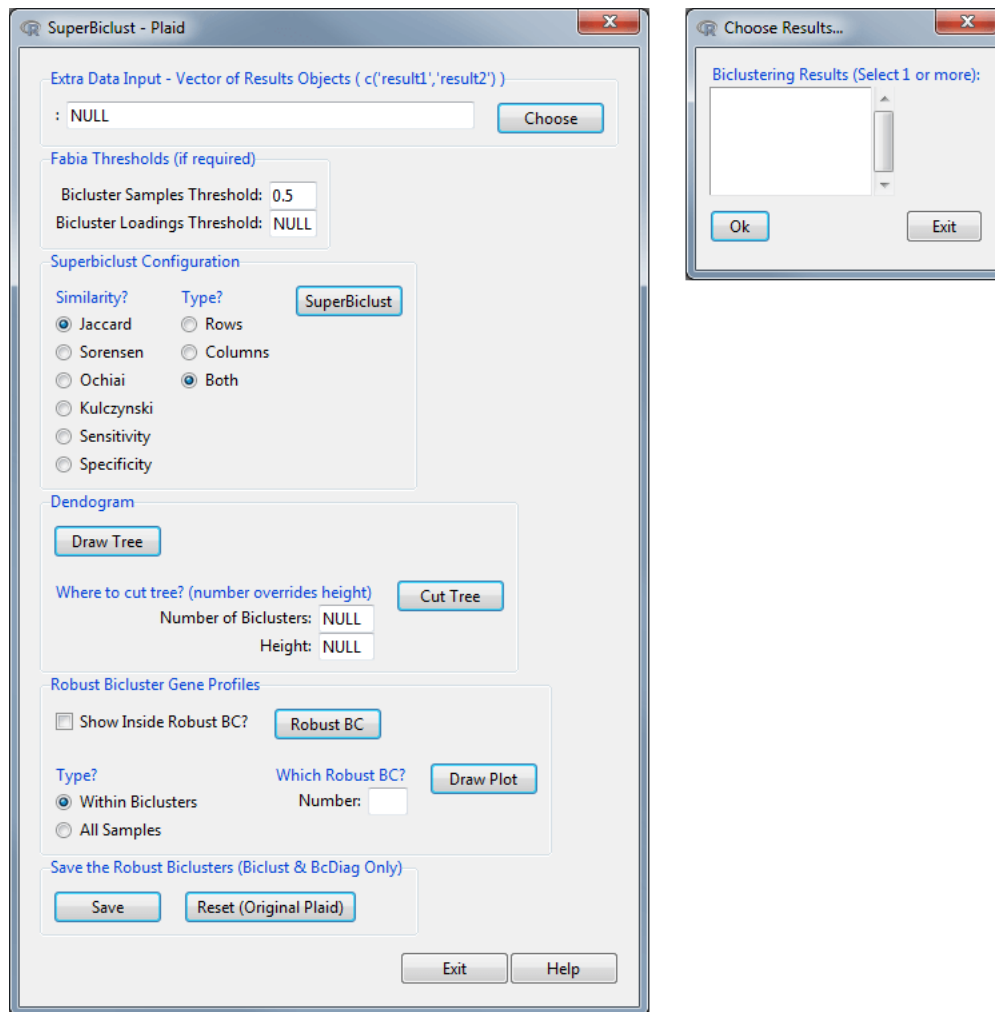 SuperBiclust - Plaid
Extra Data Input - Vector of Results Objects ( c('result1','result2') )
: NULL
Choose
Fabia Thresholds (if required)
Bicluster Samples Threshold: 0.5
Bicluster Loadings Threshold: NULL
Superbiclust Configuration
Similarity? Type? SuperBiclust
Jaccard Rows
Sorensen Columns
Ochiai Both
Kulczynski
Sensitivity
Specificity
Dendogram
Draw Tree
Where to cut tree? (number overrides height) Cut Tree
Number of Biclusters: NULL
Height: NULL
Robust Bicluster Gene Profiles
Show Inside Robust BC? Robust BC
Type? Which Robust BC? Draw Plot
Within Biclusters Number:
All Samples
Save the Robust Biclusters (Biclust & BcDiag Only)
Save Reset (Original Plaid)
Exit Help
Choose Results...
Biclustering Results (Select 1 or more):
Ok Exit